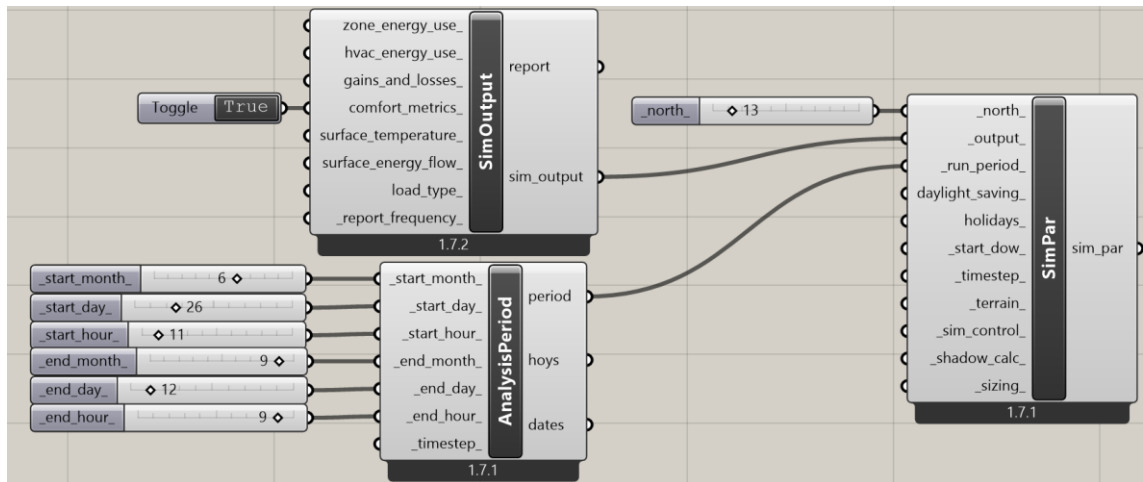 zone_energy_use_
hvac_energy_use_
gains_and_losses_
Toggle True
comfort_metrics_
surface_temperature_
surface_energy_flow_
load_type_
_report_frequency_
SimOutput
report
sim_output
1.7.2
_north_ 13
_north_
_output_
_run_period_
daylight_saving_
holidays_
_start_dow_
_timestep_
_terrain_
_sim_control_
_shadow_calc_
_sizing_
SimPar
sim_par
1.7.1
_start_month_ 6
_start_day_ 26
_start_hour_ 11
_end_month_ 9
_end_day_ 12
_end_hour_ 9
_start_month_
_start_day_
_start_hour_
_end_month_
_end_day_
_end_hour_
_timestep_
AnalysisPeriod
period
hoys
dates
1.7.1